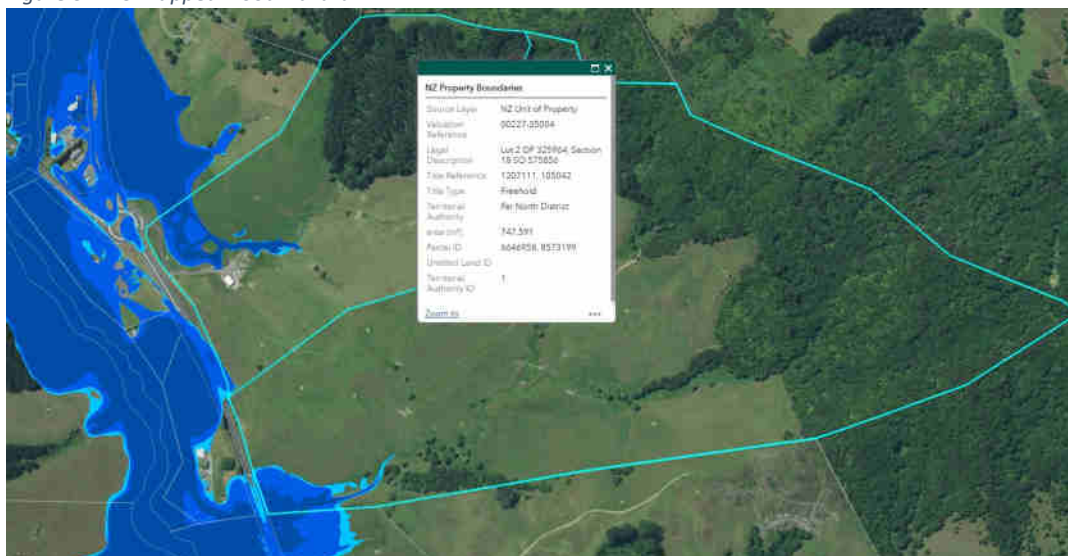 NZ Property Boundaries
Source Layer NZ Unit of Property
Valuation Reference 00227-35004
Legal Description Lot 2 DP 325964, Section 18 SO 575856
Title Reference 1207111, 105042
Title Type Freehold
Territorial Authority Far North District
area (m²) 747,591
Parcel ID 6646958, 8573199
Unitled Land ID
Territorial Authority ID 1
Zoom to